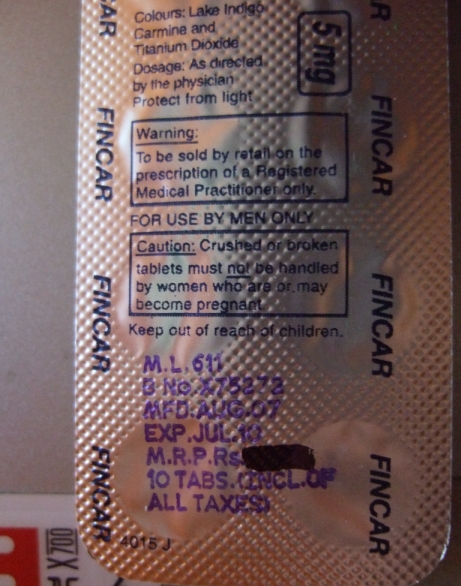 Colours: Lake Indigo
Carmine and
Titanium Dioxide
Dosage: As directed
by the physician
Protect from light
5 mg
Warning:
To be sold by retail on the
prescription of a Registered
Medical Practitioner only.
FOR USE BY MEN ONLY
Caution: Crushed or broken
tablets must not be handled
by women who are or may
become pregnant
Keep out of reach of children.
M.L.611
B No.X75272
MFD.AUG.07
EXP.JUL.10
M.R.P.Rs
10 TABS.(INCL.OF
ALL TAXES)
4015 J
CAR
FINCAR
FINCAR
FINCAR
R
FINCAR
FINCAR
FINCAR